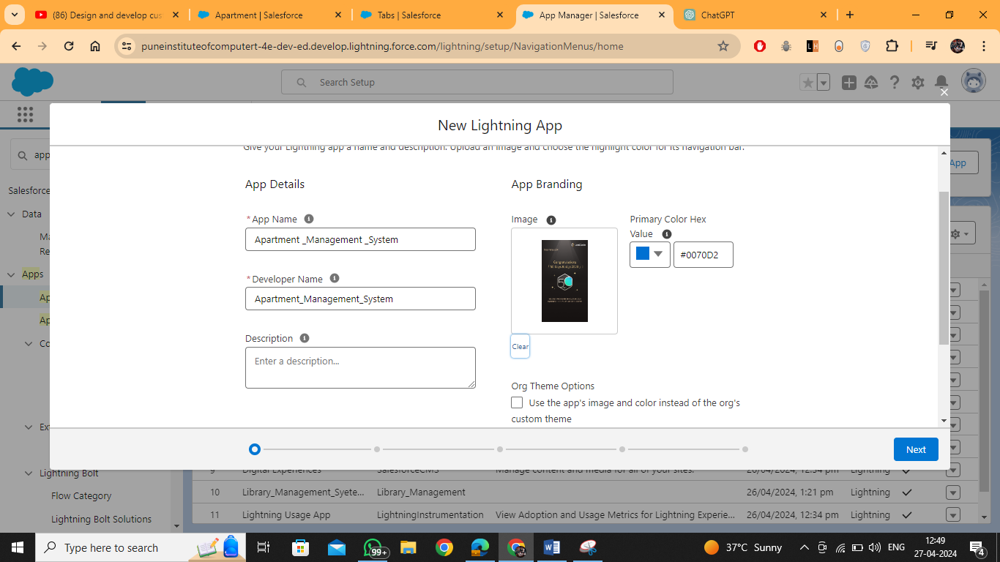 (86) Design and develop cus
Apartment | Salesforce
Tabs | Salesforce
App Manager | Salesforce
ChatGPT
puneinstituteofcomputert-4e-dev-ed.develop.lightning.force.com/lightning/setup/NavigationMenus/home
Search Setup
New Lightning App
Give your Lightning app a name and description. Upload an image and choose the highlight color for its navigation bar.
app
App
Salesforce
Data
Ma
Re
Apps
Ap
Ap
Co
Ex
Lightning Bolt
Flow Category
Lightning Bolt Solutions
App Details
App Branding
*App Name
Apartment _Management _System
*Developer Name
Apartment_Management_System
Description
Enter a description...
Image
Congratulations
50
Clear
Primary Color Hex
Value
#0070D2
Org Theme Options
Use the app's image and color instead of the org's
custom theme
Next
9 Digital Experiences SalesforceCMS Manage content and media for all of your sites. 26/04/2024, 12:34 pm Lightning
10 Library_Management_Syete... Library_Management 26/04/2024, 1:21 pm Lightning
11 Lightning Usage App LightningInstrumentation View Adoption and Usage Metrics for Lightning Experie... 26/04/2024, 12:34 pm Lightning
Type here to search
99+
37°C Sunny
ENG
12:49
27-04-2024
4